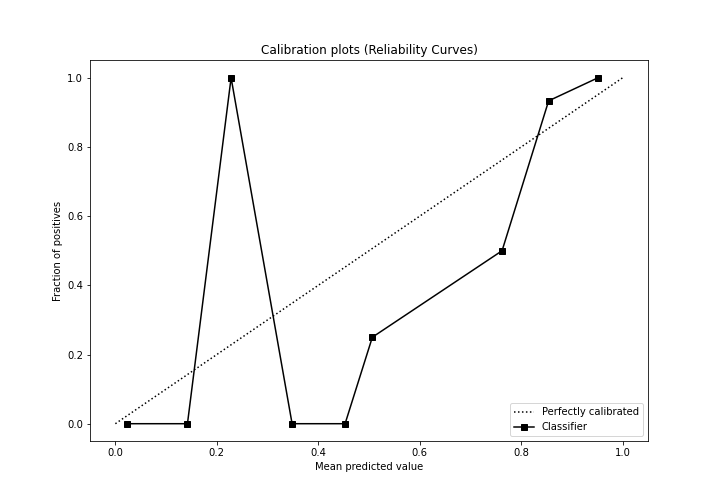 Calibration plots (Reliability Curves)
1.0
0.8
0.6
0.4
0.2
0.0
Fraction of positives
0.0 0.2 0.4 0.6 0.8 1.0
Mean predicted value
Perfectly calibrated
Classifier